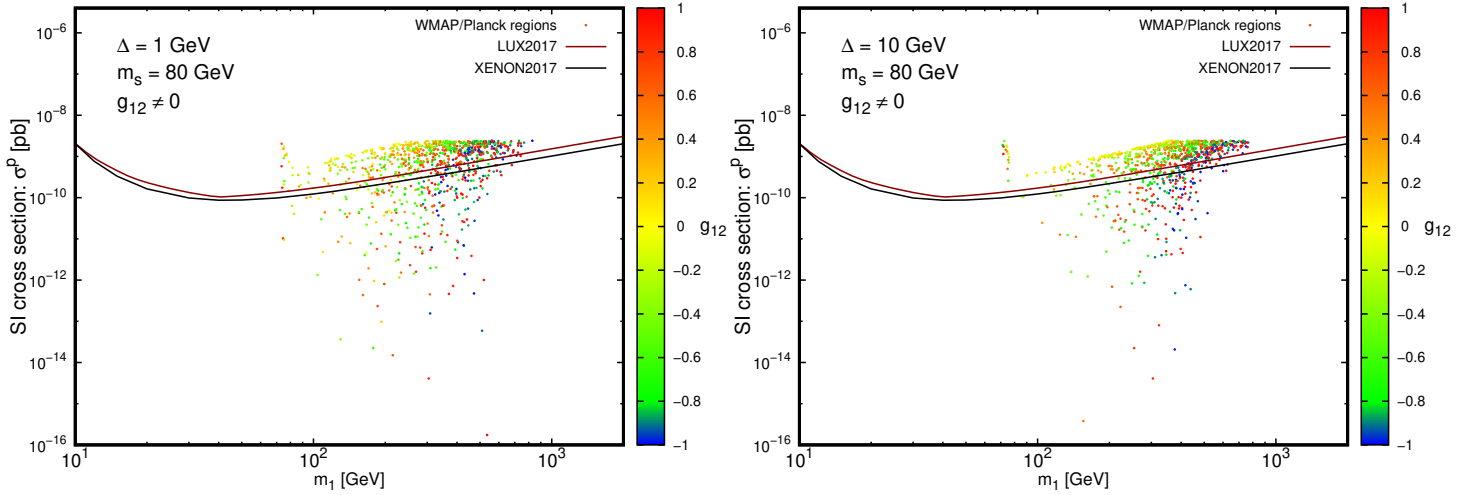 WMAP/Planck regions
LUX2017
XENON2017
Δ = 1 GeV
m_s = 80 GeV
g_12 ≠ 0
SI cross section: σ^p [pb]
10^-6
10^-8
10^-10
10^-12
10^-14
10^-16
10^1
10^2
10^3
m_1 [GeV]
1
0.8
0.6
0.4
0.2
0
−0.2
−0.4
−0.6
−0.8
−1
g_12
WMAP/Planck regions
LUX2017
XENON2017
Δ = 10 GeV
m_s = 80 GeV
g_12 ≠ 0
SI cross section: σ^p [pb]
10^-6
10^-8
10^-10
10^-12
10^-14
10^-16
10^1
10^2
10^3
m_1 [GeV]
1
0.8
0.6
0.4
0.2
0
−0.2
−0.4
−0.6
−0.8
−1
g_12